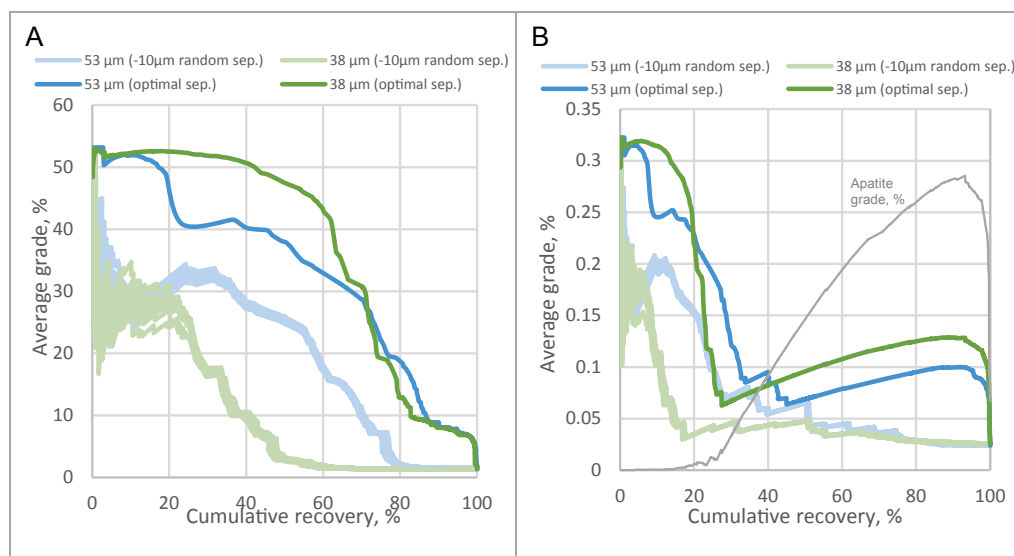 A
53 µm (-10µm random sep.)
38 µm (-10µm random sep.)
53 µm (optimal sep.)
38 µm (optimal sep.)
60
50
40
30
20
10
0
Average grade, %
0
20
40
60
80
100
Cumulative recovery, %
B
53 µm (-10µm random sep.)
38 µm (-10µm random sep.)
53 µm (optimal sep.)
38 µm (optimal sep.)
0.35
0.3
0.25
0.2
0.15
0.1
0.05
0
Average grade, %
Apatite
grade, %
0
20
40
60
80
100
Cumulative recovery, %